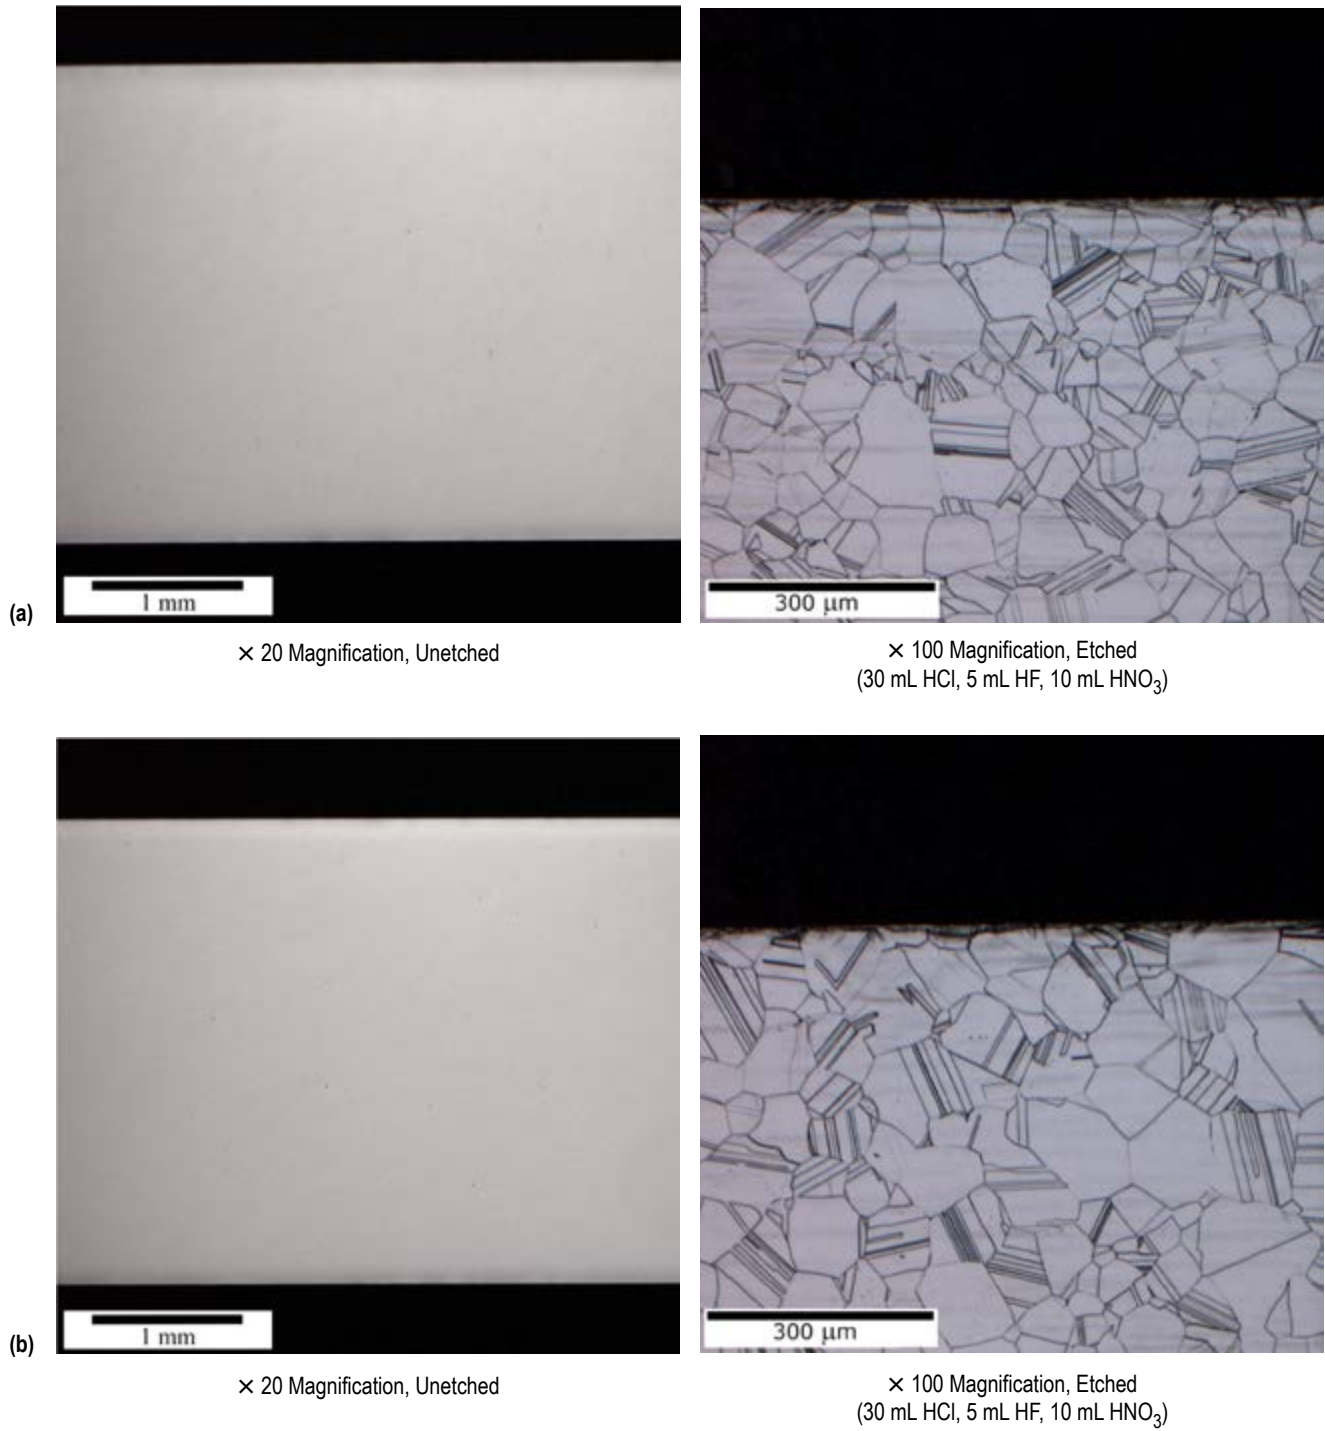 1 mm
300 μm
(a)
× 20 Magnification, Unetched
× 100 Magnification, Etched
(30 mL HCl, 5 mL HF, 10 mL HNO₃)
1 mm
300 μm
(b)
× 20 Magnification, Unetched
× 100 Magnification, Etched
(30 mL HCl, 5 mL HF, 10 mL HNO₃)